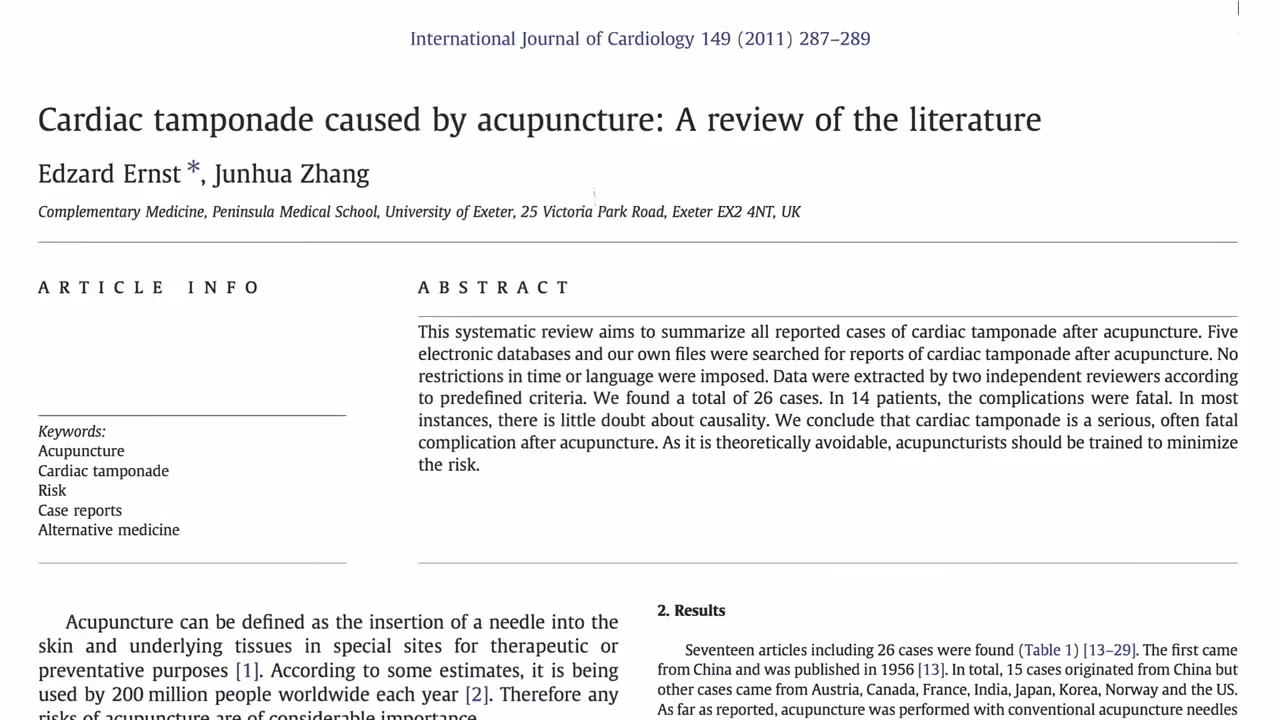 International Journal of Cardiology 149 (2011) 287–289
Cardiac tamponade caused by acupuncture: A review of the literature
Edzard Ernst *, Junhua Zhang
Complementary Medicine, Peninsula Medical School, University of Exeter, 25 Victoria Park Road, Exeter EX2 4NT, UK
ARTICLE INFO
Keywords:
Acupuncture
Cardiac tamponade
Risk
Case reports
Alternative medicine
ABSTRACT
This systematic review aims to summarize all reported cases of cardiac tamponade after acupuncture. Five
electronic databases and our own files were searched for reports of cardiac tamponade after acupuncture. No
restrictions in time or language were imposed. Data were extracted by two independent reviewers according
to predefined criteria. We found a total of 26 cases. In 14 patients, the complications were fatal. In most
instances, there is little doubt about causality. We conclude that cardiac tamponade is a serious, often fatal
complication after acupuncture. As it is theoretically avoidable, acupuncturists should be trained to minimize
the risk.
Acupuncture can be defined as the insertion of a needle into the
skin and underlying tissues in special sites for therapeutic or
preventative purposes [1]. According to some estimates, it is being
used by 200 million people worldwide each year [2]. Therefore any
risks of acupuncture are of considerable importance.
2. Results
Seventeen articles including 26 cases were found (Table 1) [13–29]. The first came
from China and was published in 1956 [13]. In total, 15 cases originated from China but
other cases came from Austria, Canada, France, India, Japan, Korea, Norway and the US.
As far as reported, acupuncture was performed with conventional acupuncture needles